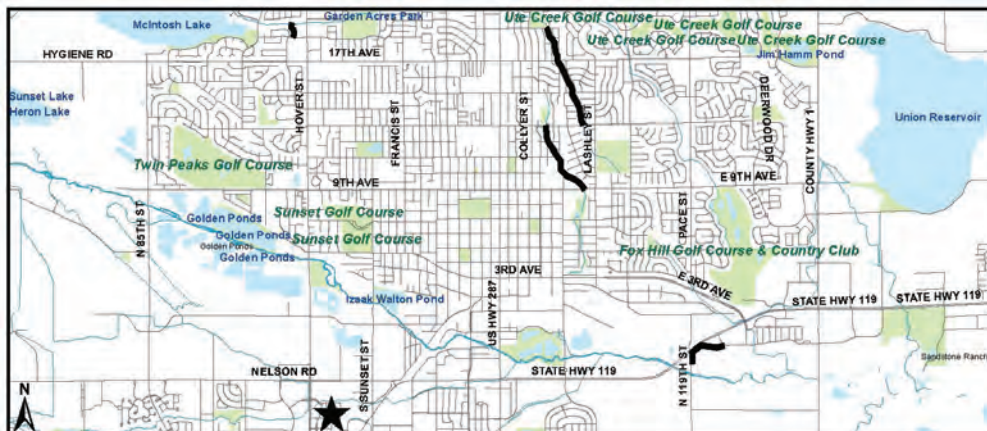 McIntosh Lake
Garden Acres Park
Ute Creek Golf Course
Ute Creek Golf Course
Ute Creek Golf Course
Ute Creek Golf Course
Jim Hamm Pond
HYGIENE RD
17TH AVE
Sunset Lake
Heron Lake
HOVER ST
FRANCIS ST
COLLYER ST
LASHLEY ST
DEERWOOD DR
COUNTY HWY 1
Union Reservoir
Twin Peaks Golf Course
9TH AVE
E 9TH AVE
N 85TH ST
Golden Ponds
Golden Ponds
Golden Ponds
Golden Ponds
Sunset Golf Course
Sunset Golf Course
PACE ST
Fox Hill Golf Course & Country Club
3RD AVE
E 3RD AVE
Izaak Walton Pond
US HWY 287
STATE HWY 119
STATE HWY 119
S SUNSET ST
N 119TH ST
Sandstone Ranch
NELSON RD
STATE HWY 119
N